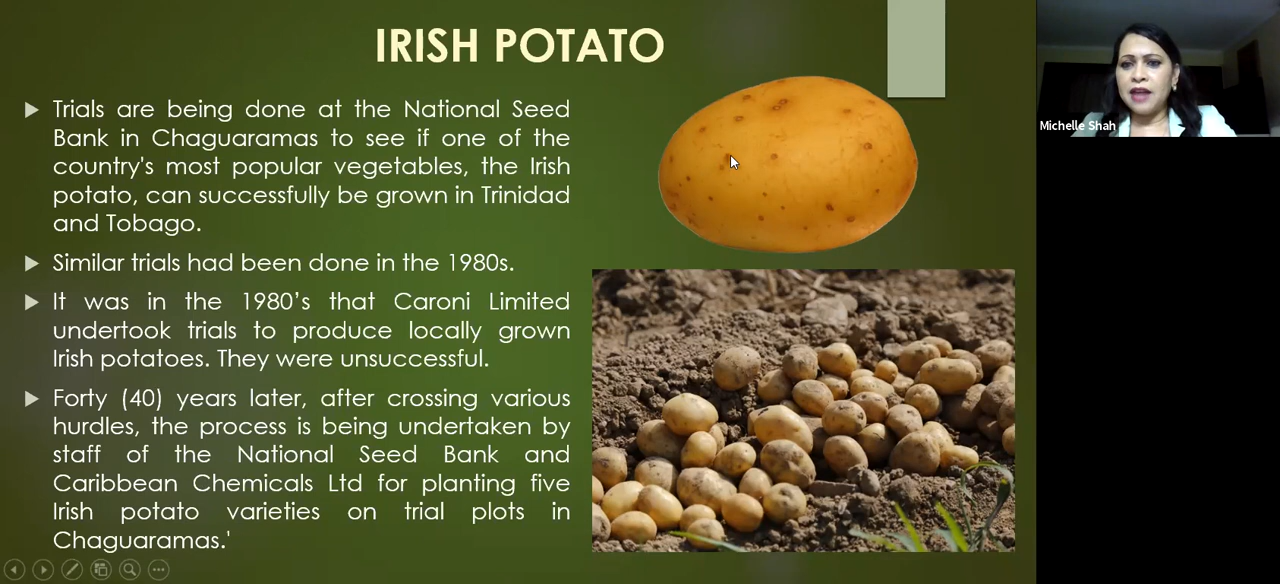 IRISH POTATO
Trials are being done at the National Seed
Bank in Chaguaramas to see if one of the
country's most popular vegetables, the Irish
potato, can successfully be grown in Trinidad
and Tobago.
Similar trials had been done in the 1980s.
It was in the 1980’s that Caroni Limited
undertook trials to produce locally grown
Irish potatoes. They were unsuccessful.
Forty (40) years later, after crossing various
hurdles, the process is being undertaken by
staff of the National Seed Bank and
Caribbean Chemicals Ltd for planting five
Irish potato varieties on trial plots in
Chaguaramas.'
Michelle Shah